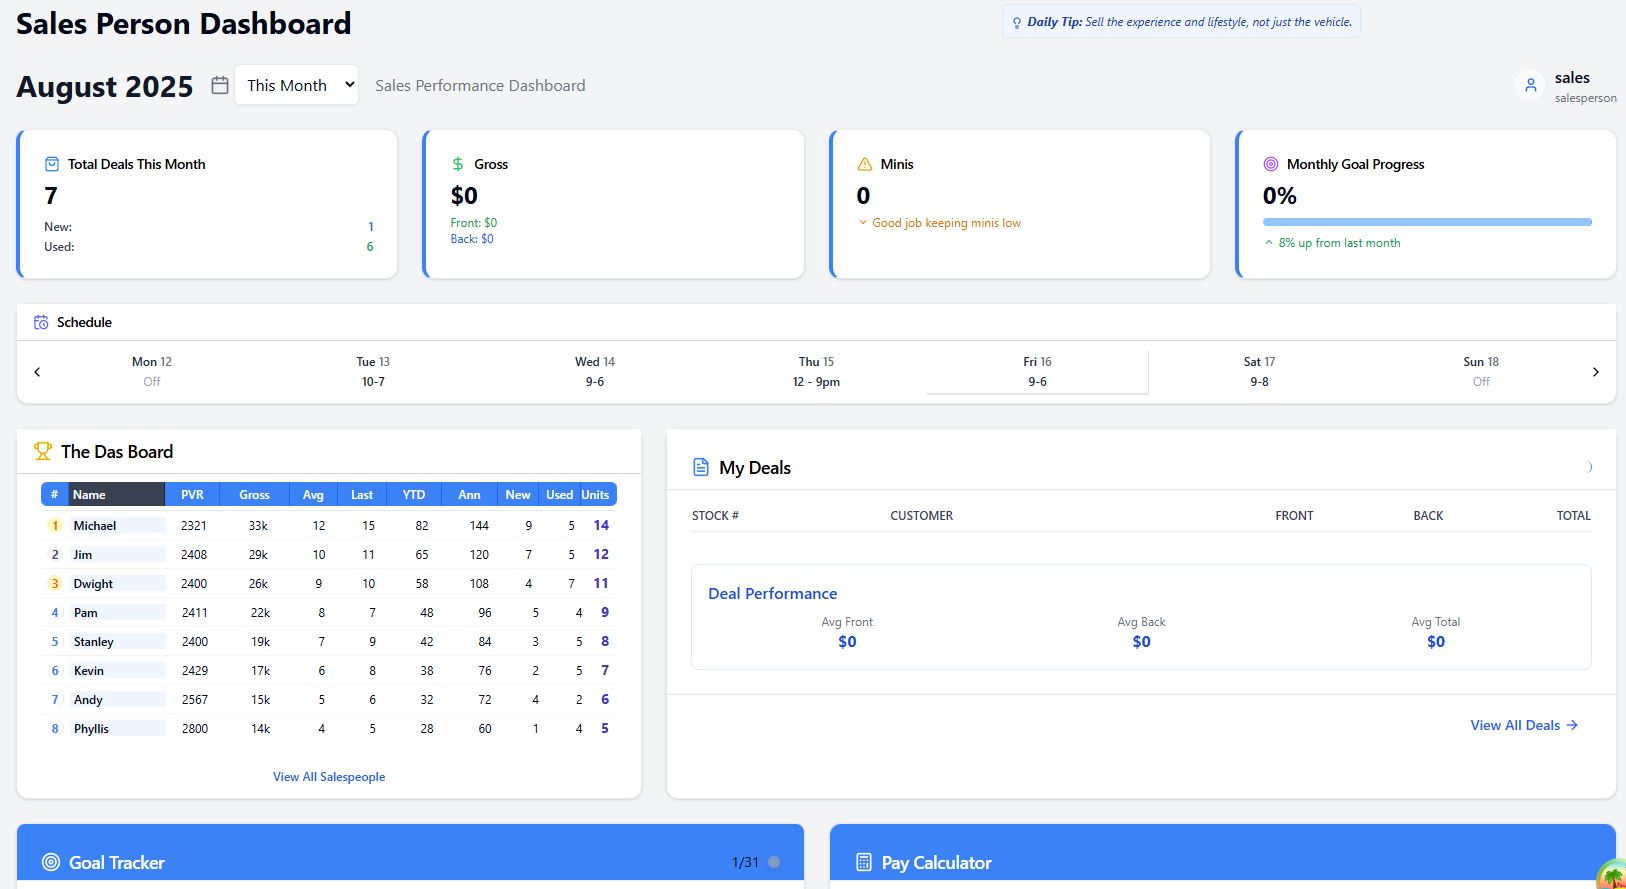 Sales Person Dashboard
Daily Tip: Sell the experience and lifestyle, not just the vehicle.
August 2025 This Month Sales Performance Dashboard
sales
salesperson
Total Deals This Month
7
New: 1
Used: 6
Gross
$0
Front: $0
Back: $0
Minis
0
Good job keeping minis low
Monthly Goal Progress
0%
8% up from last month
Schedule
Mon 12 Tue 13 Wed 14 Thu 15 Fri 16 Sat 17 Sun 18
Off 10-7 9-6 12 - 9pm 9-6 9-8 Off
The Das Board
# Name PVR Gross Avg Last YTD Ann New Used Units
1 Michael 2321 33k 12 15 82 144 9 5 14
2 Jim 2408 29k 10 11 65 120 7 5 12
3 Dwight 2400 26k 9 10 58 108 4 7 11
4 Pam 2411 22k 8 7 48 96 5 4 9
5 Stanley 2400 19k 7 9 42 84 3 5 8
6 Kevin 2429 17k 6 8 38 76 2 5 7
7 Andy 2567 15k 5 6 32 72 4 2 6
8 Phyllis 2800 14k 4 5 28 60 1 4 5
View All Salespeople
My Deals
STOCK # CUSTOMER FRONT BACK TOTAL
Deal Performance
Avg Front Avg Back Avg Total
$0 $0 $0
View All Deals →
Goal Tracker 1/31
Pay Calculator